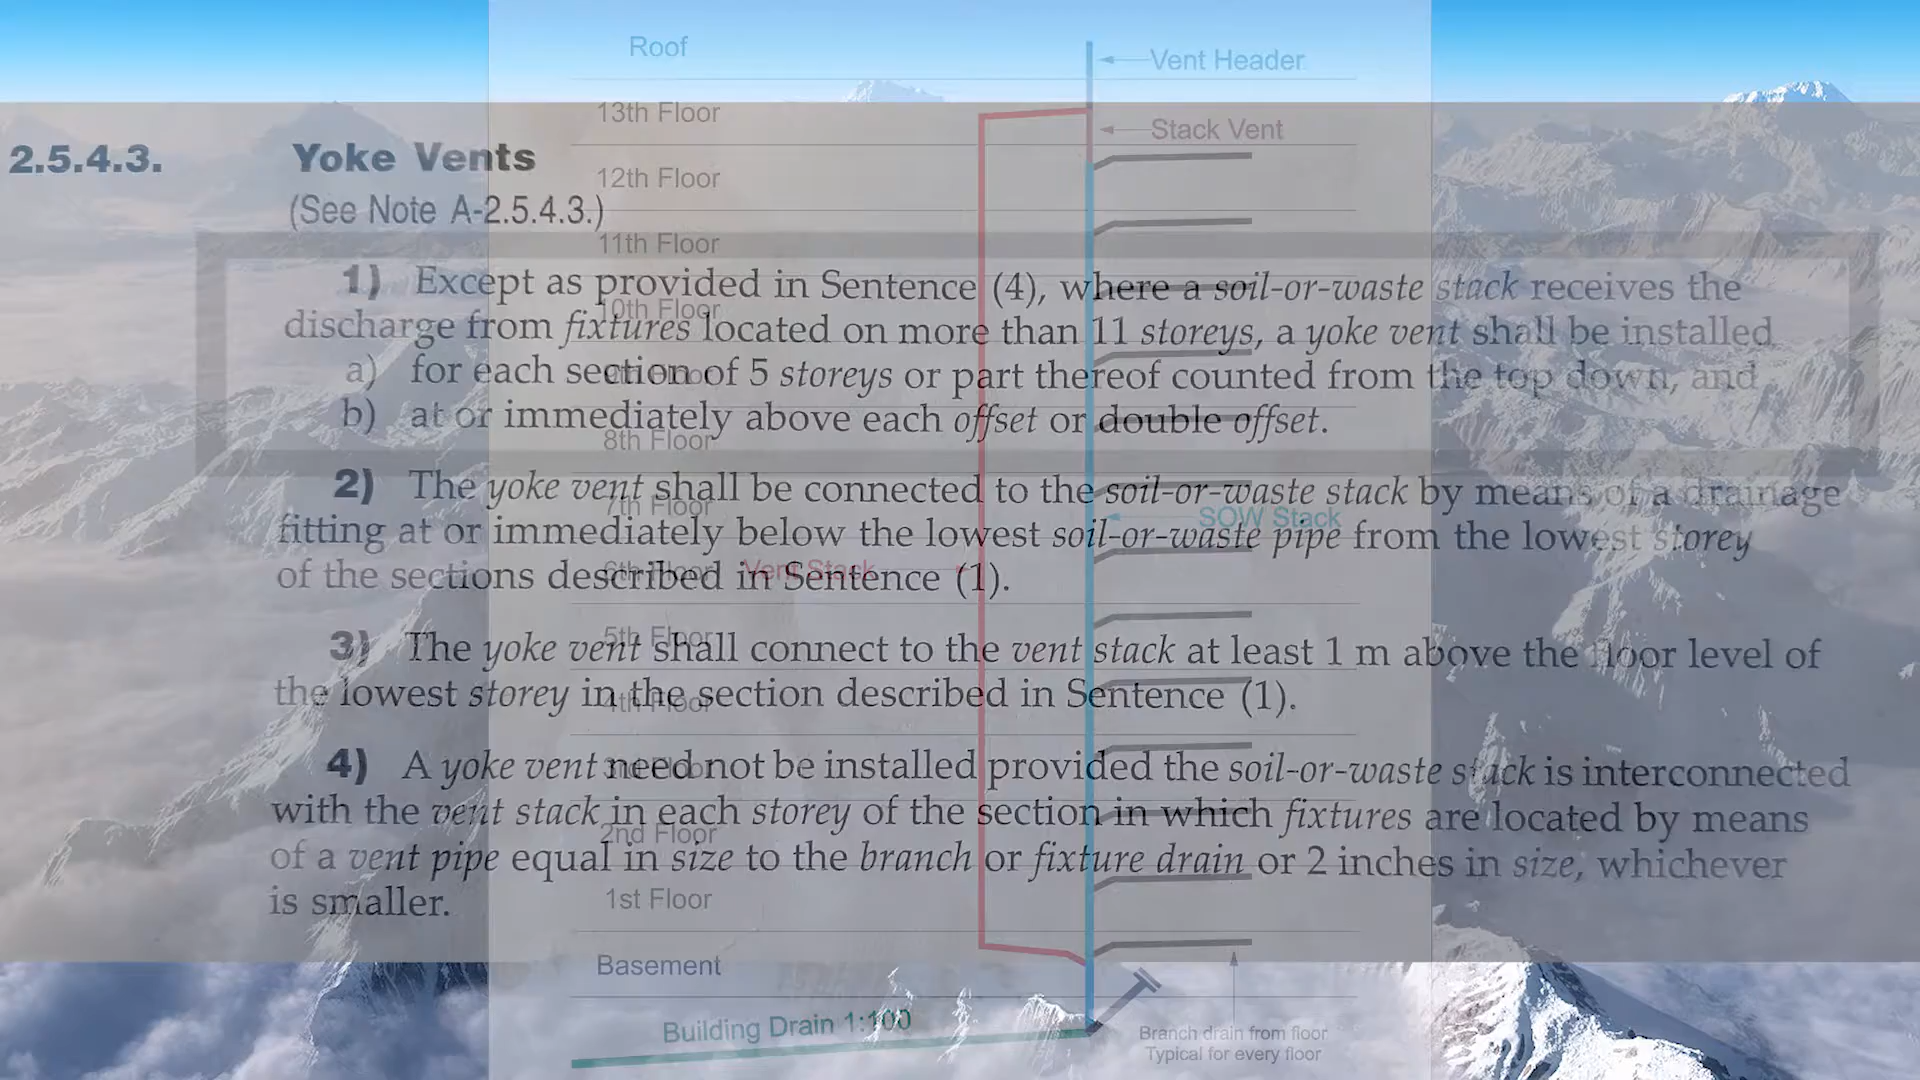 2.5.4.3. Yoke Vents
(See Note A-2.5.4.3.)
1) Except as provided in Sentence (4), where a soil-or-waste stack receives the
discharge from fixtures located on more than 11 storeys, a yoke vent shall be installed
a) for each section of 5 storeys or part thereof counted from the top down, and
b) at or immediately above each offset or double offset.
2) The yoke vent shall be connected to the soil-or-waste stack by means of a drainage
fitting at or immediately below the lowest soil-or-waste pipe from the lowest storey
of the sections described in Sentence (1).
3) The yoke vent shall connect to the vent stack at least 1 m above the floor level of
the lowest storey in the section described in Sentence (1).
4) A yoke vent need not be installed provided the soil-or-waste stack is interconnected
with the vent stack in each storey of the section in which fixtures are located by means
of a vent pipe equal in size to the branch or fixture drain or 2 inches in size, whichever
is smaller.
Roof
Vent Header
13th Floor
Stack Vent
12th Floor
11th Floor
10th Floor
8th Floor
7th Floor
SOW Stack
6th Floor
Vent Stack
5th Floor
4th Floor
3rd Floor
2nd Floor
1st Floor
Basement
Building Drain 1:100
Branch drain from floor
Typical for every floor